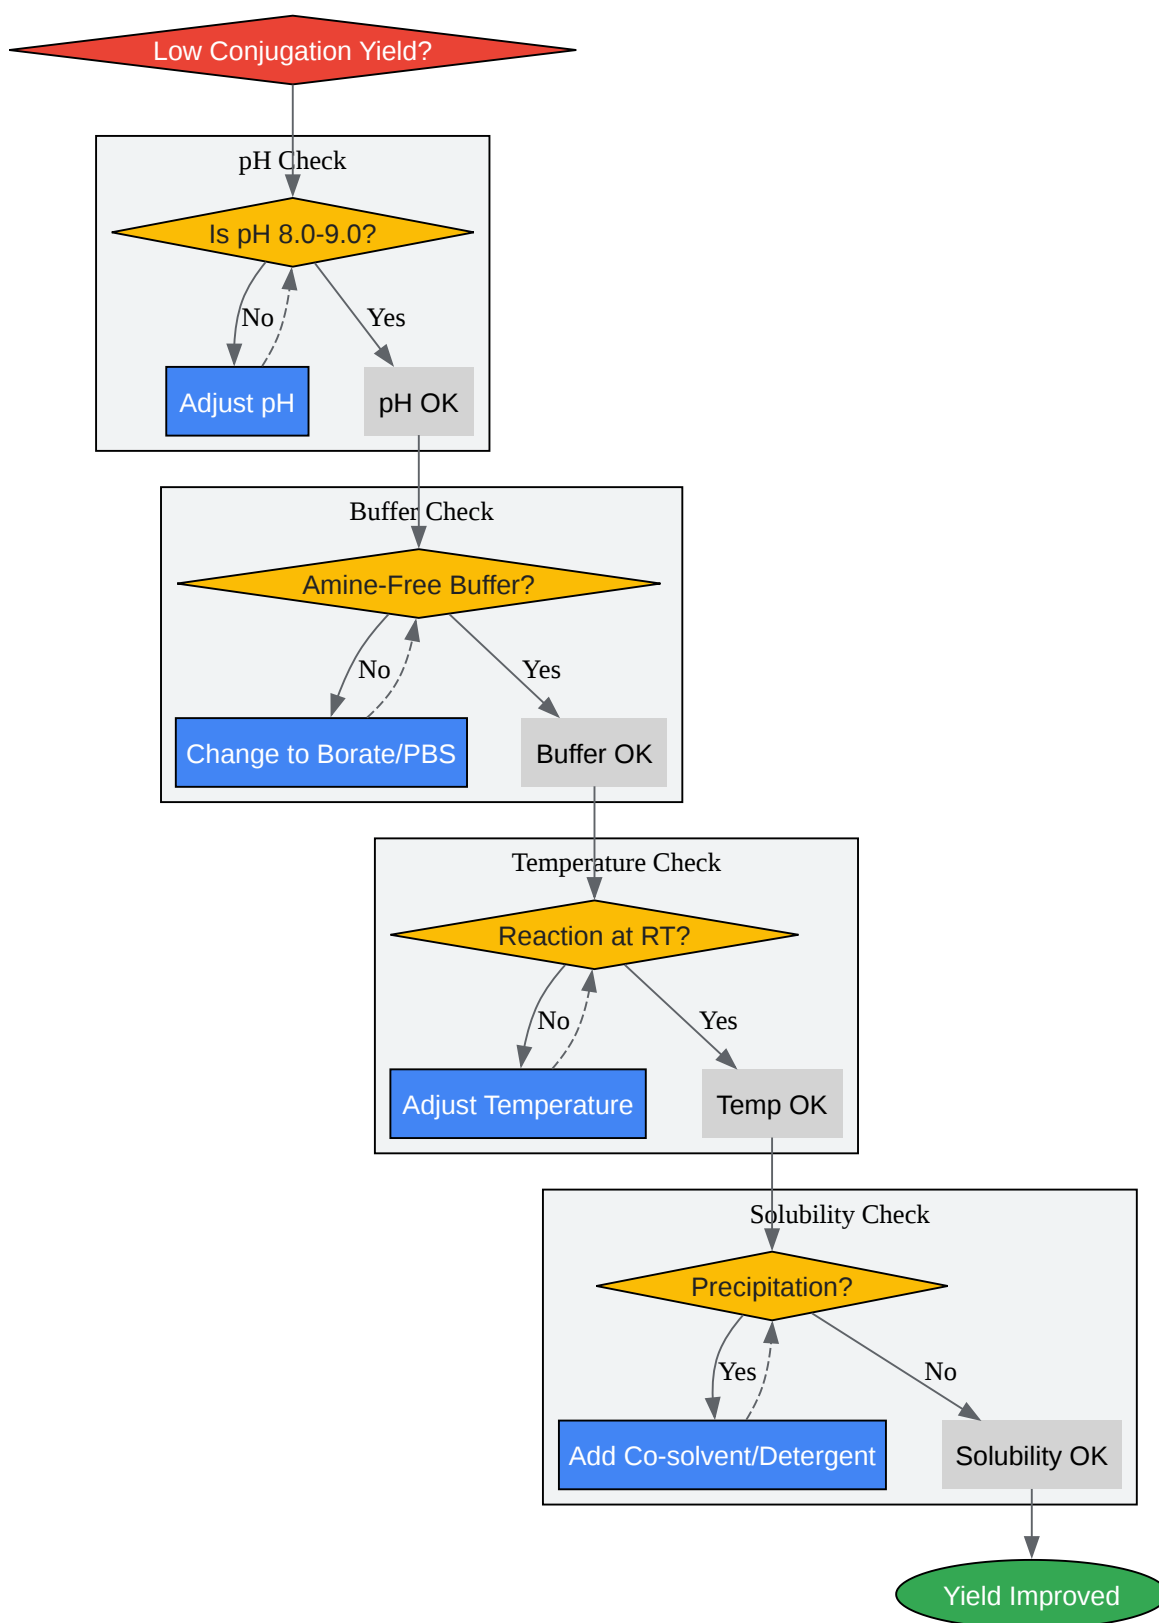 Low Conjugation Yield?
pH Check
Is pH 8.0-9.0?
No
Yes
Adjust pH
pH OK
Buffer Check
Amine-Free Buffer?
No
Yes
Change to Borate/PBS
Buffer OK
Temperature Check
Reaction at RT?
No
Yes
Adjust Temperature
Temp OK
Solubility Check
Precipitation?
Yes
No
Add Co-solvent/Detergent
Solubility OK
Yield Improved